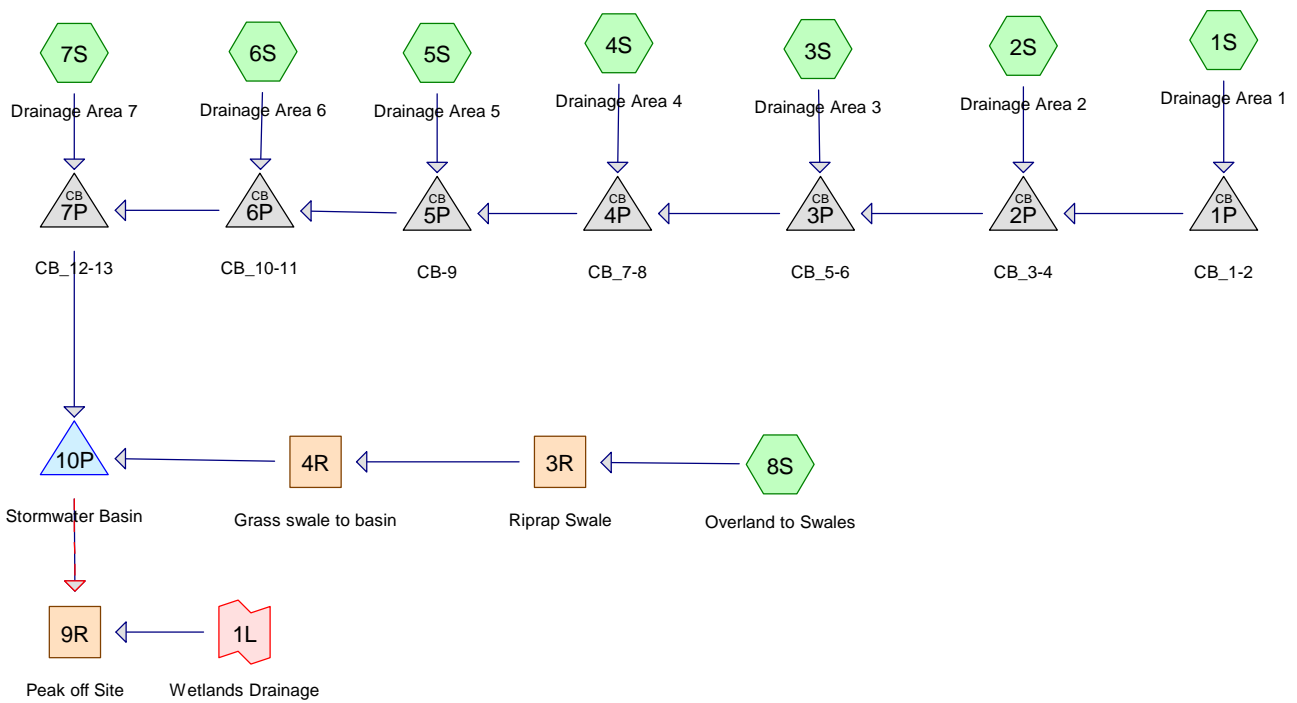 7S
6S
5S
4S
3S
2S
1S
Drainage Area 7
Drainage Area 6
Drainage Area 5
Drainage Area 4
Drainage Area 3
Drainage Area 2
Drainage Area 1
CB
7P
CB
6P
CB
5P
CB
4P
CB
3P
CB
2P
CB
1P
CB_12-13
CB_10-11
CB-9
CB_7-8
CB_5-6
CB_3-4
CB_1-2
10P
4R
3R
8S
Stormwater Basin
Grass swale to basin
Riprap Swale
Overland to Swales
9R
1L
Peak off Site
Wetlands Drainage